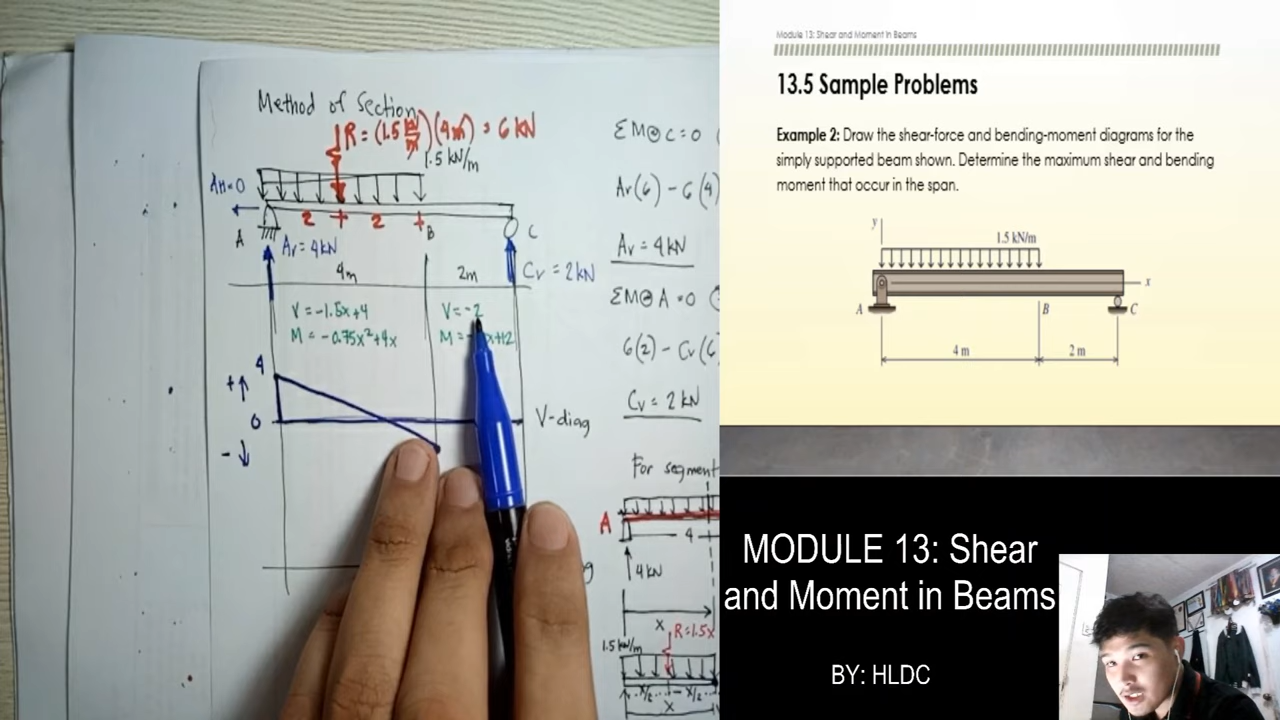 Method of Section
R = (1.5 kN/m)(4m) = 6 kN
1.5 kN/m
AH=0
2 2
A B C
Av = 4kN
4m 2m
Cv = 2kN
V = -1.5x+4
M = -0.75x²+4x
V = -2
x+12
4
+
0
-
V-diag
ΣM@C=0
Av(6) - 6(4)
Av = 4kN
ΣM@A=0
6(2) - Cv(6
Cv = 2kN
For segment
A
4
4kN
x
R=1.5x
1.5 kN/m
x/2 x/2
x
Module 13: Shear and Moment in Beams
13.5 Sample Problems
Example 2: Draw the shear-force and bending-moment diagrams for the
simply supported beam shown. Determine the maximum shear and bending
moment that occur in the span.
y
1.5 kN/m
x
A B C
4 m 2 m
MODULE 13: Shear
and Moment in Beams
BY: HLDC